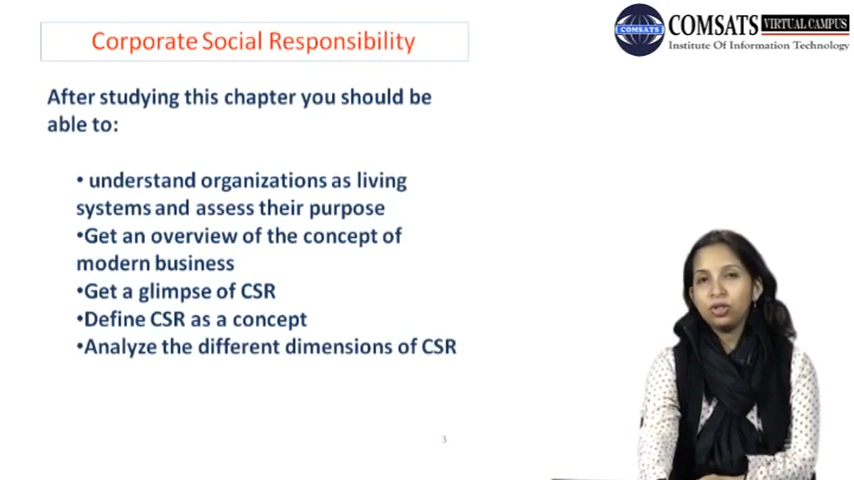 Corporate Social Responsibility
COMSATS
COMSATS VIRTUAL CAMPUS
Institute Of Information Technology
After studying this chapter you should be
able to:
• understand organizations as living
systems and assess their purpose
•Get an overview of the concept of
modern business
•Get a glimpse of CSR
•Define CSR as a concept
•Analyze the different dimensions of CSR
3